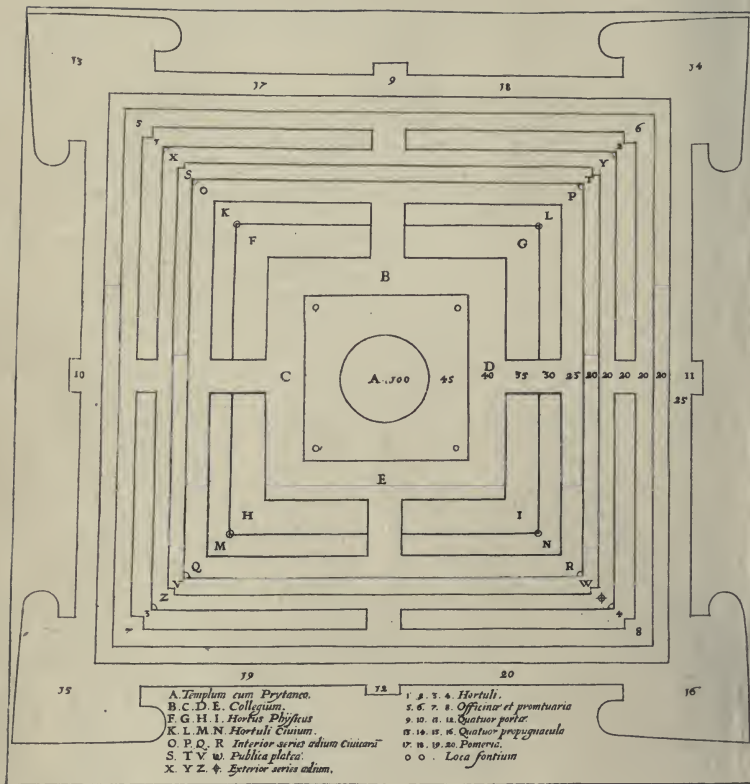 13
14
17 9 18
5 6
1 2
X Y
S T
O P
K L
F G
B
10 C A.,100 45 D 40 35 30 25 20 20 20 20 20 11
25
E
H I
M N
Q R
V W
Z
3 4
7 8
19 20
12
15 16
A. Templum cum Prytaneo.
B. C. D. E. Collegium.
F. G. H. I. Hortus Physicus
K. L. M. N. Hortuli Civium.
O. P. Q. R Interior series ædium Civicarū
S. T V. W. Publica platea.
X. Y Z. ⌖. Exterior series ædium.
1 2. 3. 4. Hortuli.
5. 6. 7. 8. Officinæ et promtuaria
9. 10. 11. 12. Quatuor portæ
13. 14. 15. 16. Quatuor propugnacula
17. 18. 19. 20. Pomeria.
o o. Loca fontium